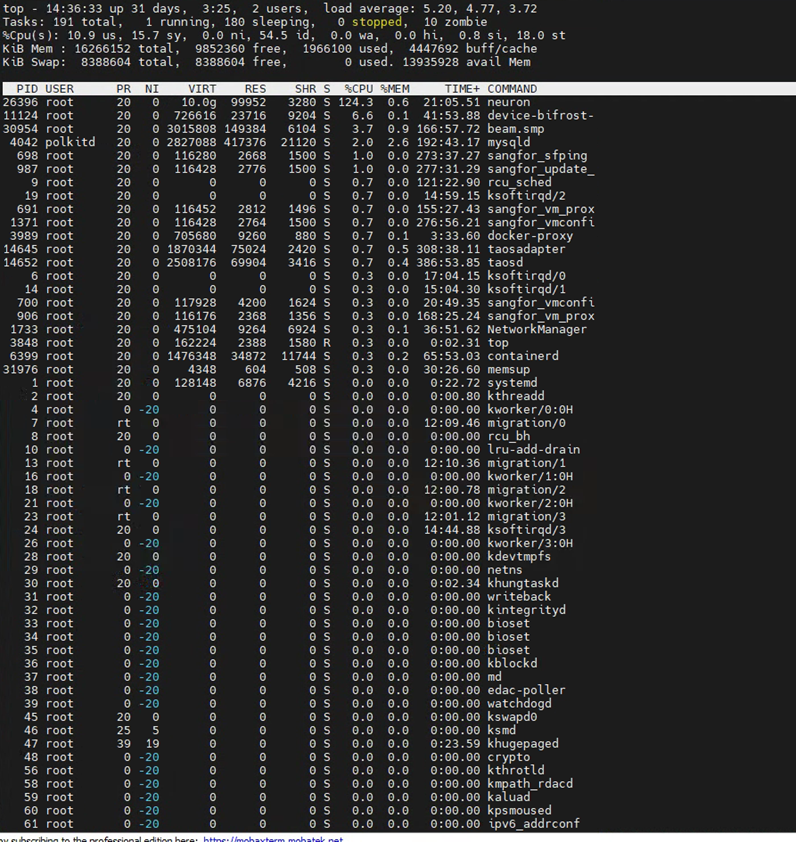 top - 14:36:33 up 31 days,  3:25,  2 users,  load average: 5.20, 4.77, 3.72
Tasks: 191 total,   1 running, 180 sleeping,   0 stopped,  10 zombie
%Cpu(s): 10.9 us, 15.7 sy,  0.0 ni, 54.5 id,  0.0 wa,  0.0 hi,  0.8 si, 18.0 st
KiB Mem : 16266152 total,  9852360 free,  1966100 used,  4447692 buff/cache
KiB Swap:  8388604 total,  8388604 free,        0 used. 13935928 avail Mem
PID USER PR NI VIRT RES SHR S %CPU %MEM TIME+ COMMAND
26396 root 20 0 10.0g 99952 3280 S 124.3 0.6 21:05.51 neuron
11124 root 20 0 726616 23716 9204 S 6.6 0.1 41:53.88 device-bifrost-
30954 root 20 0 3015808 149384 6104 S 3.7 0.9 166:57.72 beam.smp
4042 polkitd 20 0 2827088 417376 21120 S 2.0 2.6 192:43.17 mysqld
698 root 20 0 116280 2668 1500 S 1.0 0.0 273:37.27 sangfor_sfping
987 root 20 0 116428 2776 1500 S 1.0 0.0 277:31.29 sangfor_update_
9 root 20 0 0 0 0 S 0.7 0.0 121:22.90 rcu_sched
19 root 20 0 0 0 0 S 0.7 0.0 14:59.15 ksoftirqd/2
691 root 20 0 116452 2812 1496 S 0.7 0.0 155:27.43 sangfor_vm_prox
1371 root 20 0 116428 2764 1500 S 0.7 0.0 276:56.21 sangfor_vmconfi
3989 root 20 0 705680 9260 880 S 0.7 0.1 3:33.60 docker-proxy
14645 root 20 0 1870344 75024 2420 S 0.7 0.5 308:38.11 taosadapter
14652 root 20 0 2508176 69904 3416 S 0.7 0.4 386:53.85 taosd
6 root 20 0 0 0 0 S 0.3 0.0 17:04.15 ksoftirqd/0
14 root 20 0 0 0 0 S 0.3 0.0 15:04.30 ksoftirqd/1
700 root 20 0 117928 4200 1624 S 0.3 0.0 20:49.35 sangfor_vmconfi
906 root 20 0 116176 2368 1356 S 0.3 0.0 168:25.24 sangfor_vm_prox
1733 root 20 0 475104 9264 6924 S 0.3 0.1 36:51.62 NetworkManager
3848 root 20 0 162224 2388 1580 R 0.3 0.0 0:02.31 top
6399 root 20 0 1476348 34872 11744 S 0.3 0.2 65:53.03 containerd
31976 root 20 0 4348 604 508 S 0.3 0.0 30:26.60 memsup
1 root 20 0 128148 6876 4216 S 0.0 0.0 0:22.72 systemd
2 root 20 0 0 0 0 S 0.0 0.0 0:00.80 kthreadd
4 root 0 -20 0 0 0 S 0.0 0.0 0:00.00 kworker/0:0H
7 root rt 0 0 0 0 S 0.0 0.0 12:09.46 migration/0
8 root 20 0 0 0 0 S 0.0 0.0 0:00.00 rcu_bh
10 root 0 -20 0 0 0 S 0.0 0.0 0:00.00 lru-add-drain
13 root rt 0 0 0 0 S 0.0 0.0 12:10.36 migration/1
16 root 0 -20 0 0 0 S 0.0 0.0 0:00.00 kworker/1:0H
18 root rt 0 0 0 0 S 0.0 0.0 12:00.78 migration/2
21 root 0 -20 0 0 0 S 0.0 0.0 0:00.00 kworker/2:0H
23 root rt 0 0 0 0 S 0.0 0.0 12:01.12 migration/3
24 root 20 0 0 0 0 S 0.0 0.0 14:44.88 ksoftirqd/3
26 root 0 -20 0 0 0 S 0.0 0.0 0:00.00 kworker/3:0H
28 root 20 0 0 0 0 S 0.0 0.0 0:00.00 kdevtmpfs
29 root 0 -20 0 0 0 S 0.0 0.0 0:00.00 netns
30 root 20 0 0 0 0 S 0.0 0.0 0:02.34 khungtaskd
31 root 0 -20 0 0 0 S 0.0 0.0 0:00.00 writeback
32 root 0 -20 0 0 0 S 0.0 0.0 0:00.00 kintegrityd
33 root 0 -20 0 0 0 S 0.0 0.0 0:00.00 bioset
34 root 0 -20 0 0 0 S 0.0 0.0 0:00.00 bioset
35 root 0 -20 0 0 0 S 0.0 0.0 0:00.00 bioset
36 root 0 -20 0 0 0 S 0.0 0.0 0:00.00 kblockd
37 root 0 -20 0 0 0 S 0.0 0.0 0:00.00 md
38 root 0 -20 0 0 0 S 0.0 0.0 0:00.00 edac-poller
39 root 0 -20 0 0 0 S 0.0 0.0 0:00.00 watchdogd
45 root 20 0 0 0 0 S 0.0 0.0 0:00.00 kswapd0
46 root 25 5 0 0 0 S 0.0 0.0 0:00.00 ksmd
47 root 39 19 0 0 0 S 0.0 0.0 0:23.59 khugepaged
48 root 0 -20 0 0 0 S 0.0 0.0 0:00.00 crypto
56 root 0 -20 0 0 0 S 0.0 0.0 0:00.00 kthrotld
58 root 0 -20 0 0 0 S 0.0 0.0 0:00.00 kmpath_rdacd
59 root 0 -20 0 0 0 S 0.0 0.0 0:00.00 kaluad
60 root 0 -20 0 0 0 S 0.0 0.0 0:00.00 kpsmoused
61 root 0 -20 0 0 0 S 0.0 0.0 0:00.00 ipv6_addrconf
by subscribing to the professional edition here: https://mobaxterm.mobatek.net